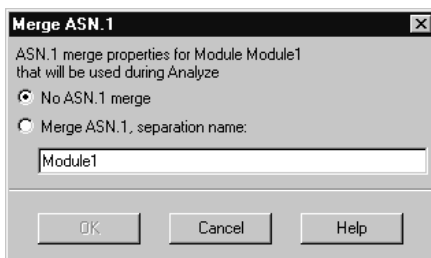 Merge ASN.1
ASN.1 merge properties for Module Module1
that will be used during Analyze
No ASN.1 merge
Merge ASN.1, separation name:
Module1
OK Cancel Help